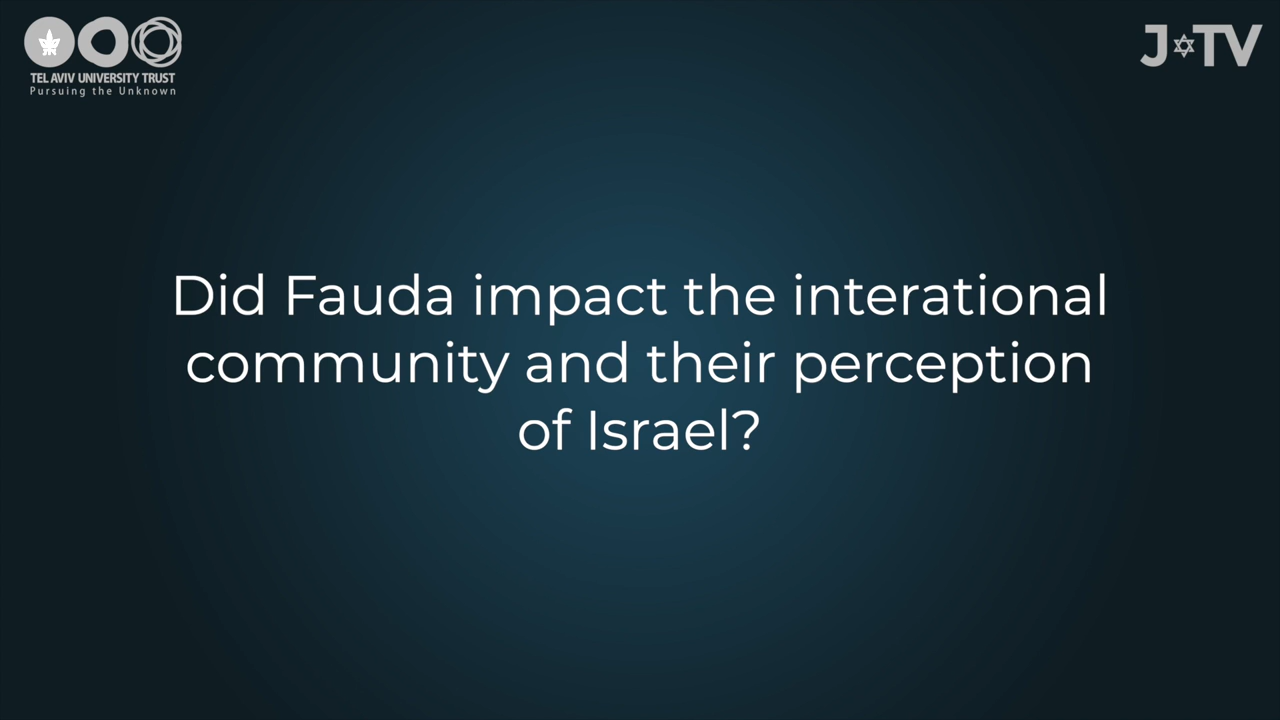 TEL AVIV UNIVERSITY TRUST
Pursuing the Unknown
J TV
Did Fauda impact the interational
community and their perception
of Israel?